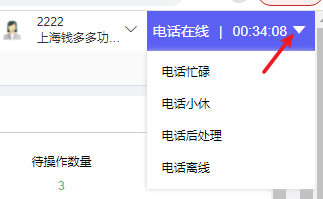 2222
上海钱多多功...
电话在线 | 00:34:08
电话忙碌
电话小休
电话后处理
电话离线
待操作数量
3